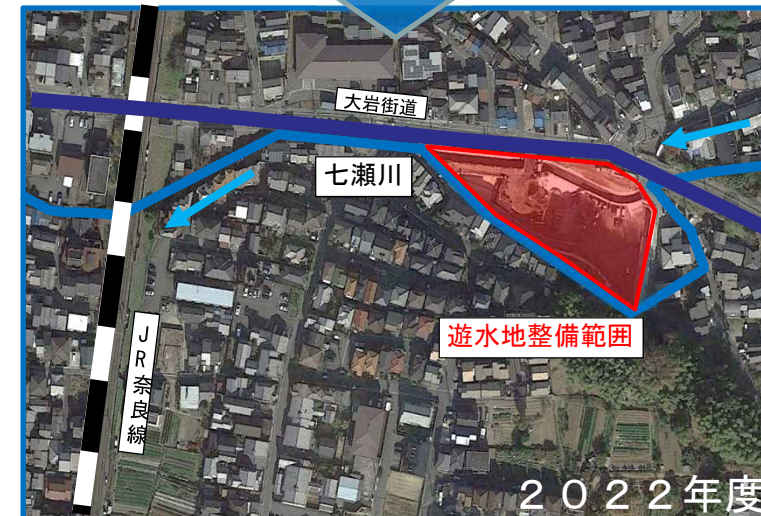 大岩街道
七瀬川
遊水地整備範囲
JR奈良線
２０２２年度